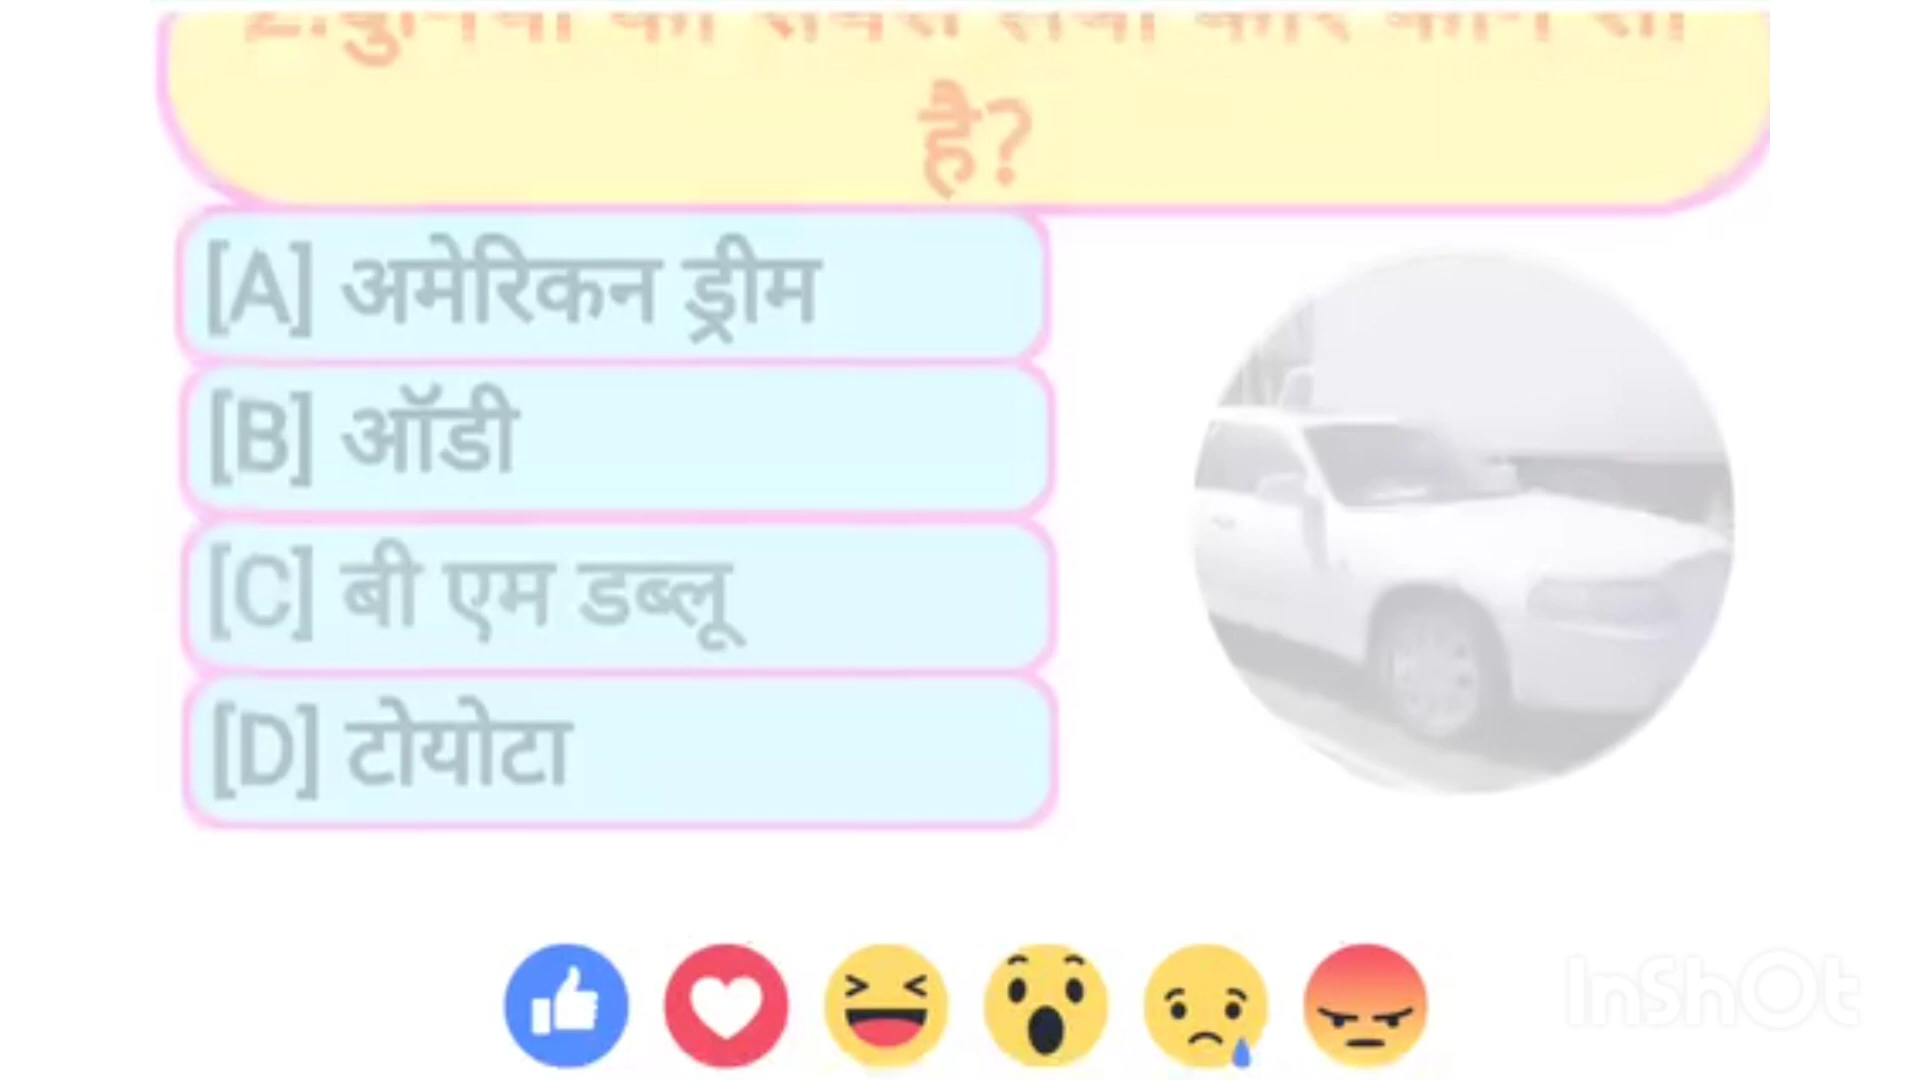 है?
[A] अमेरिकन ड्रीम
[B] ऑडी
[C] बी एम डब्लू
[D] टोयोटा
InShOt